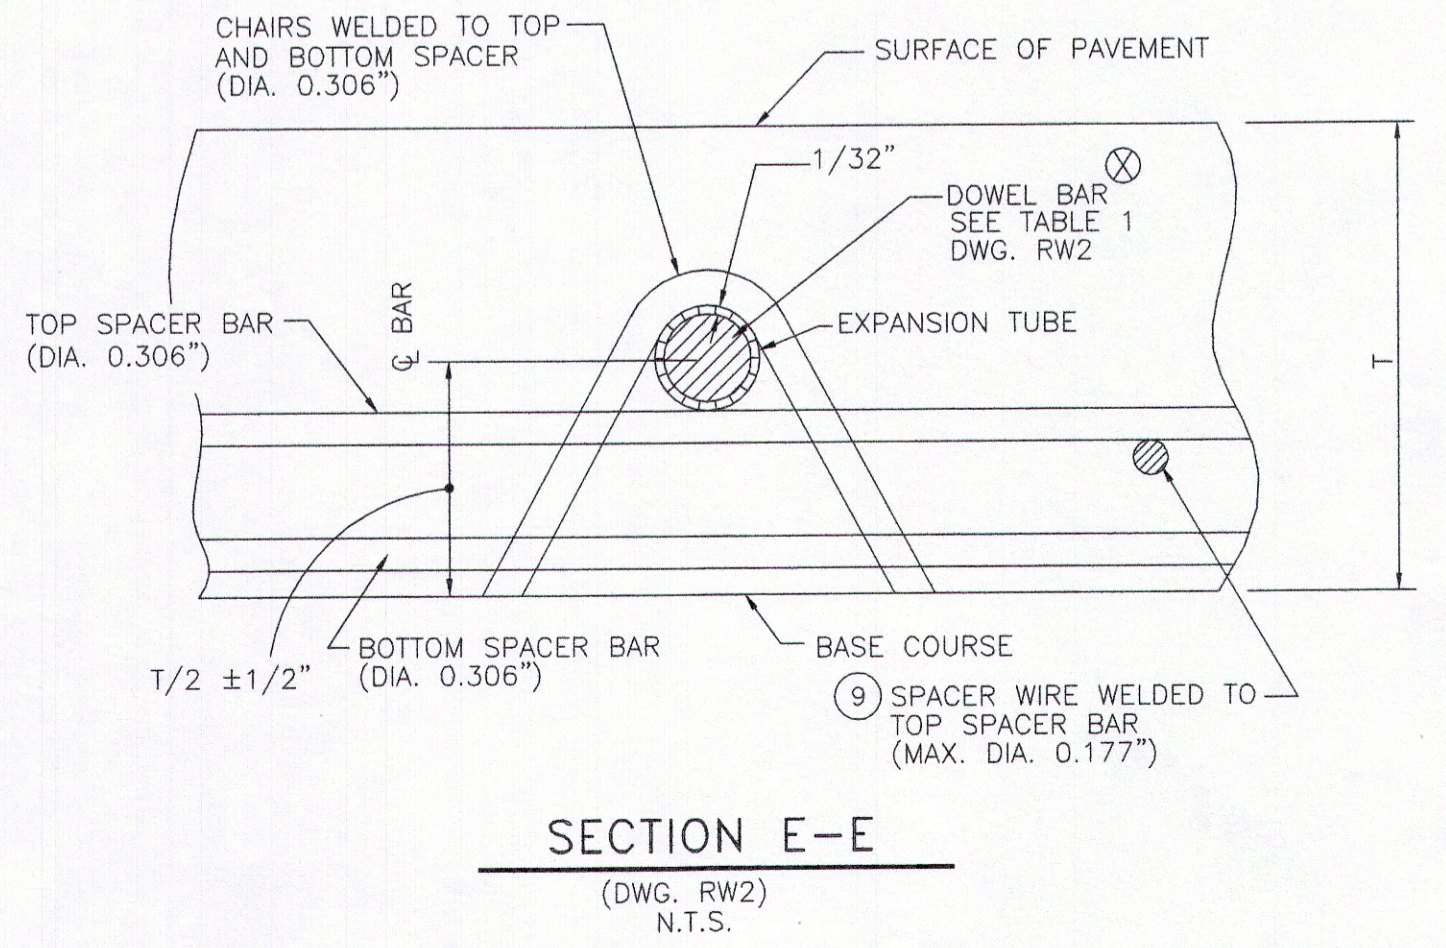 CHAIRS WELDED TO TOP
AND BOTTOM SPACER
(DIA. 0.306")
SURFACE OF PAVEMENT
1/32"
X
DOWEL BAR
SEE TABLE 1
DWG. RW2
EXPANSION TUBE
TOP SPACER BAR
(DIA. 0.306")
℄ BAR
T
T/2 ±1/2"
BOTTOM SPACER BAR
(DIA. 0.306")
BASE COURSE
9 SPACER WIRE WELDED TO
TOP SPACER BAR
(MAX. DIA. 0.177")
SECTION E-E
(DWG. RW2)
N.T.S.